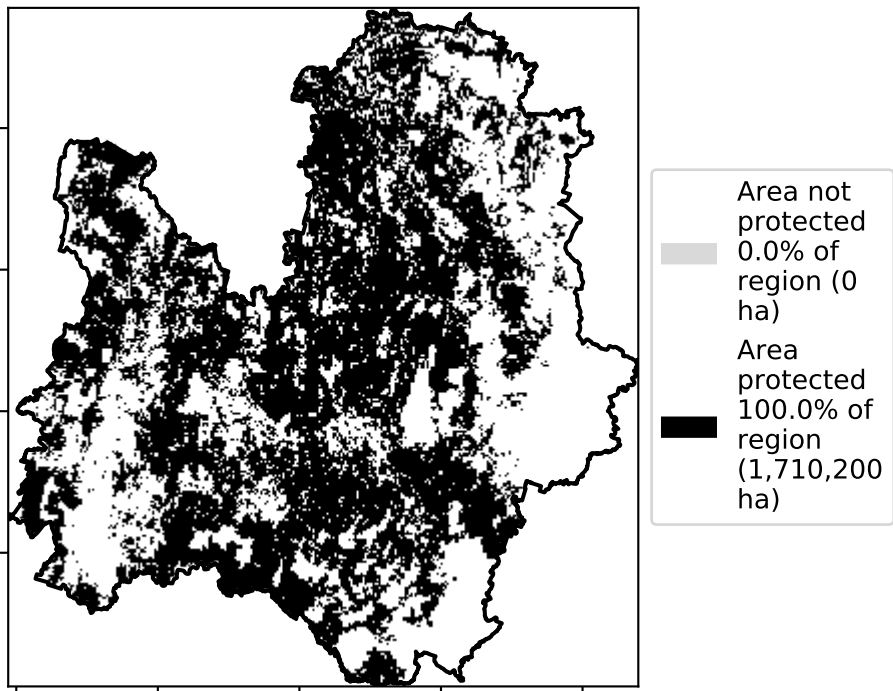 Area not
protected
0.0% of
region (0
ha)
Area
protected
100.0% of
region
(1,710,200
ha)